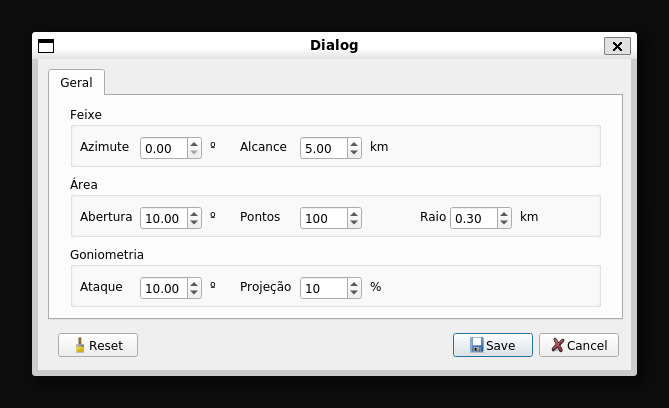 Dialog
Geral
Feixe
Azimute 0.00 º Alcance 5.00 km
Área
Abertura 10.00 º Pontos 100 Raio 0.30 km
Goniometria
Ataque 10.00 º Projeção 10 %
Reset Save Cancel